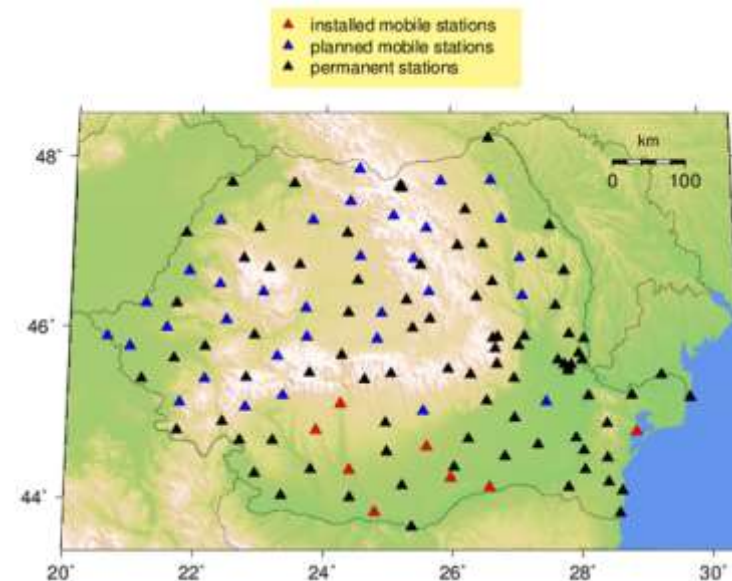 installed mobile stations
planned mobile stations
permanent stations
km
0 100
48˚
46˚
44˚
20˚ 22˚ 24˚ 26˚ 28˚ 30˚